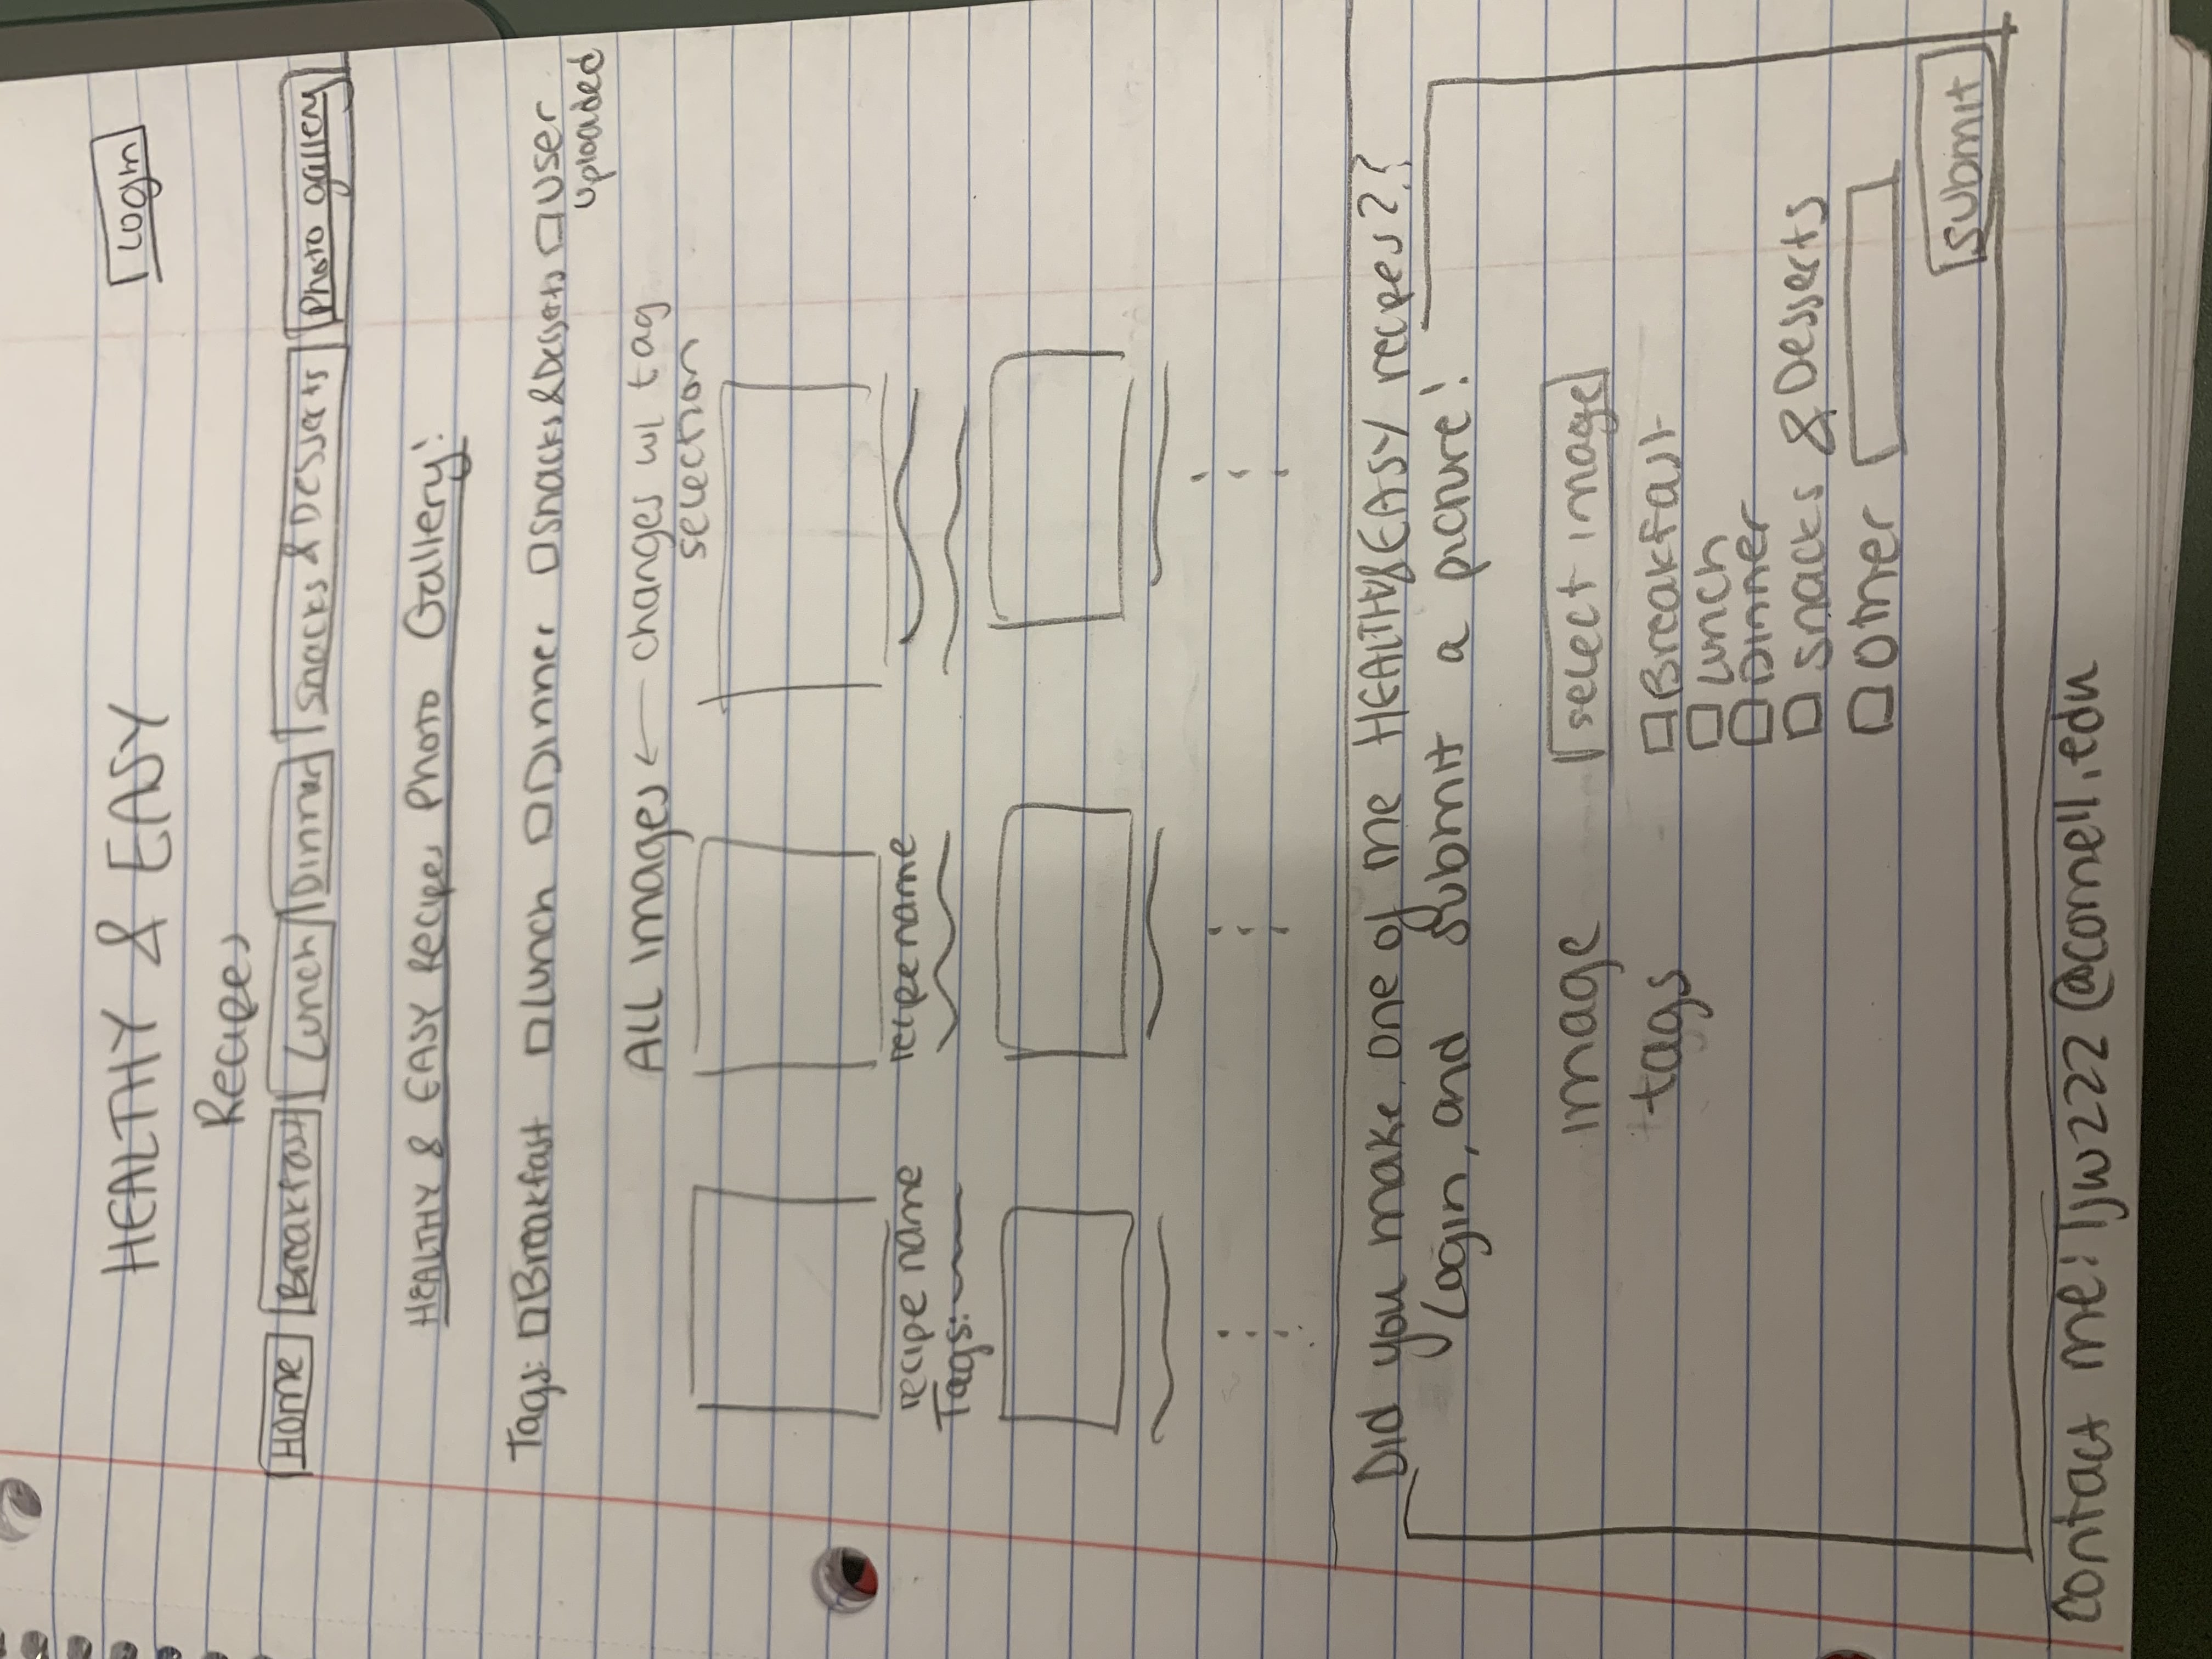 HEALTHY & EASY
Login
Recipes
Home Breakfast Lunch Dinner Snacks & Desserts Photo gallery
HEALTHY & EASY Recipes Photo Gallery!
Tags: Breakfast Lunch Dinner Snacks & Desserts User
uploaded
ALL Images ← changes w/ tag
selection
recipe name recipe name
Tags:
Did you make one of me HEALTHY&EASY recipes??
Login, and submit a picture!
image select image
tags Breakfast
Lunch
Dinner
Snacks & Desserts
Other
Submit
contact me: Tjw222@cornell.edu